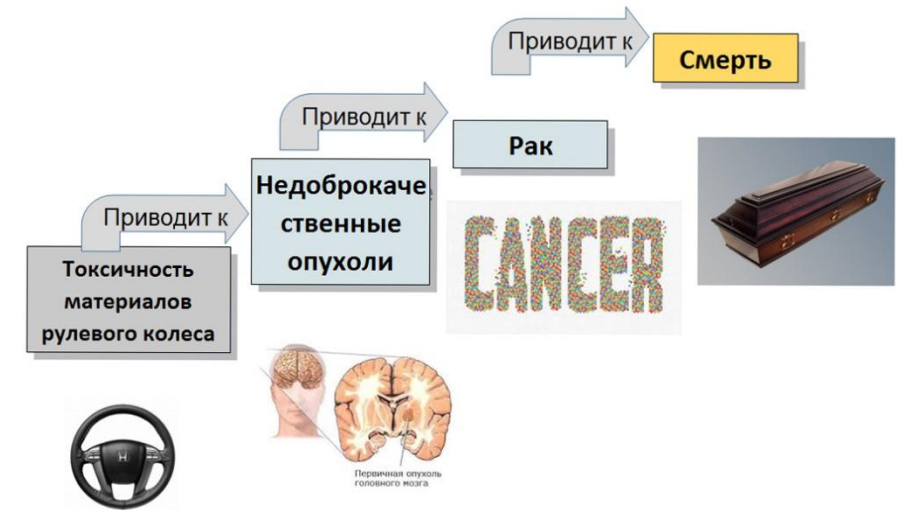 Приводит к
Смерть
Приводит к
Рак
Недоброкаче
ственные
опухоли
Приводит к
Токсичность
материалов
рулевого колеса
CANCER
Первичная опухоль
головного мозга
H